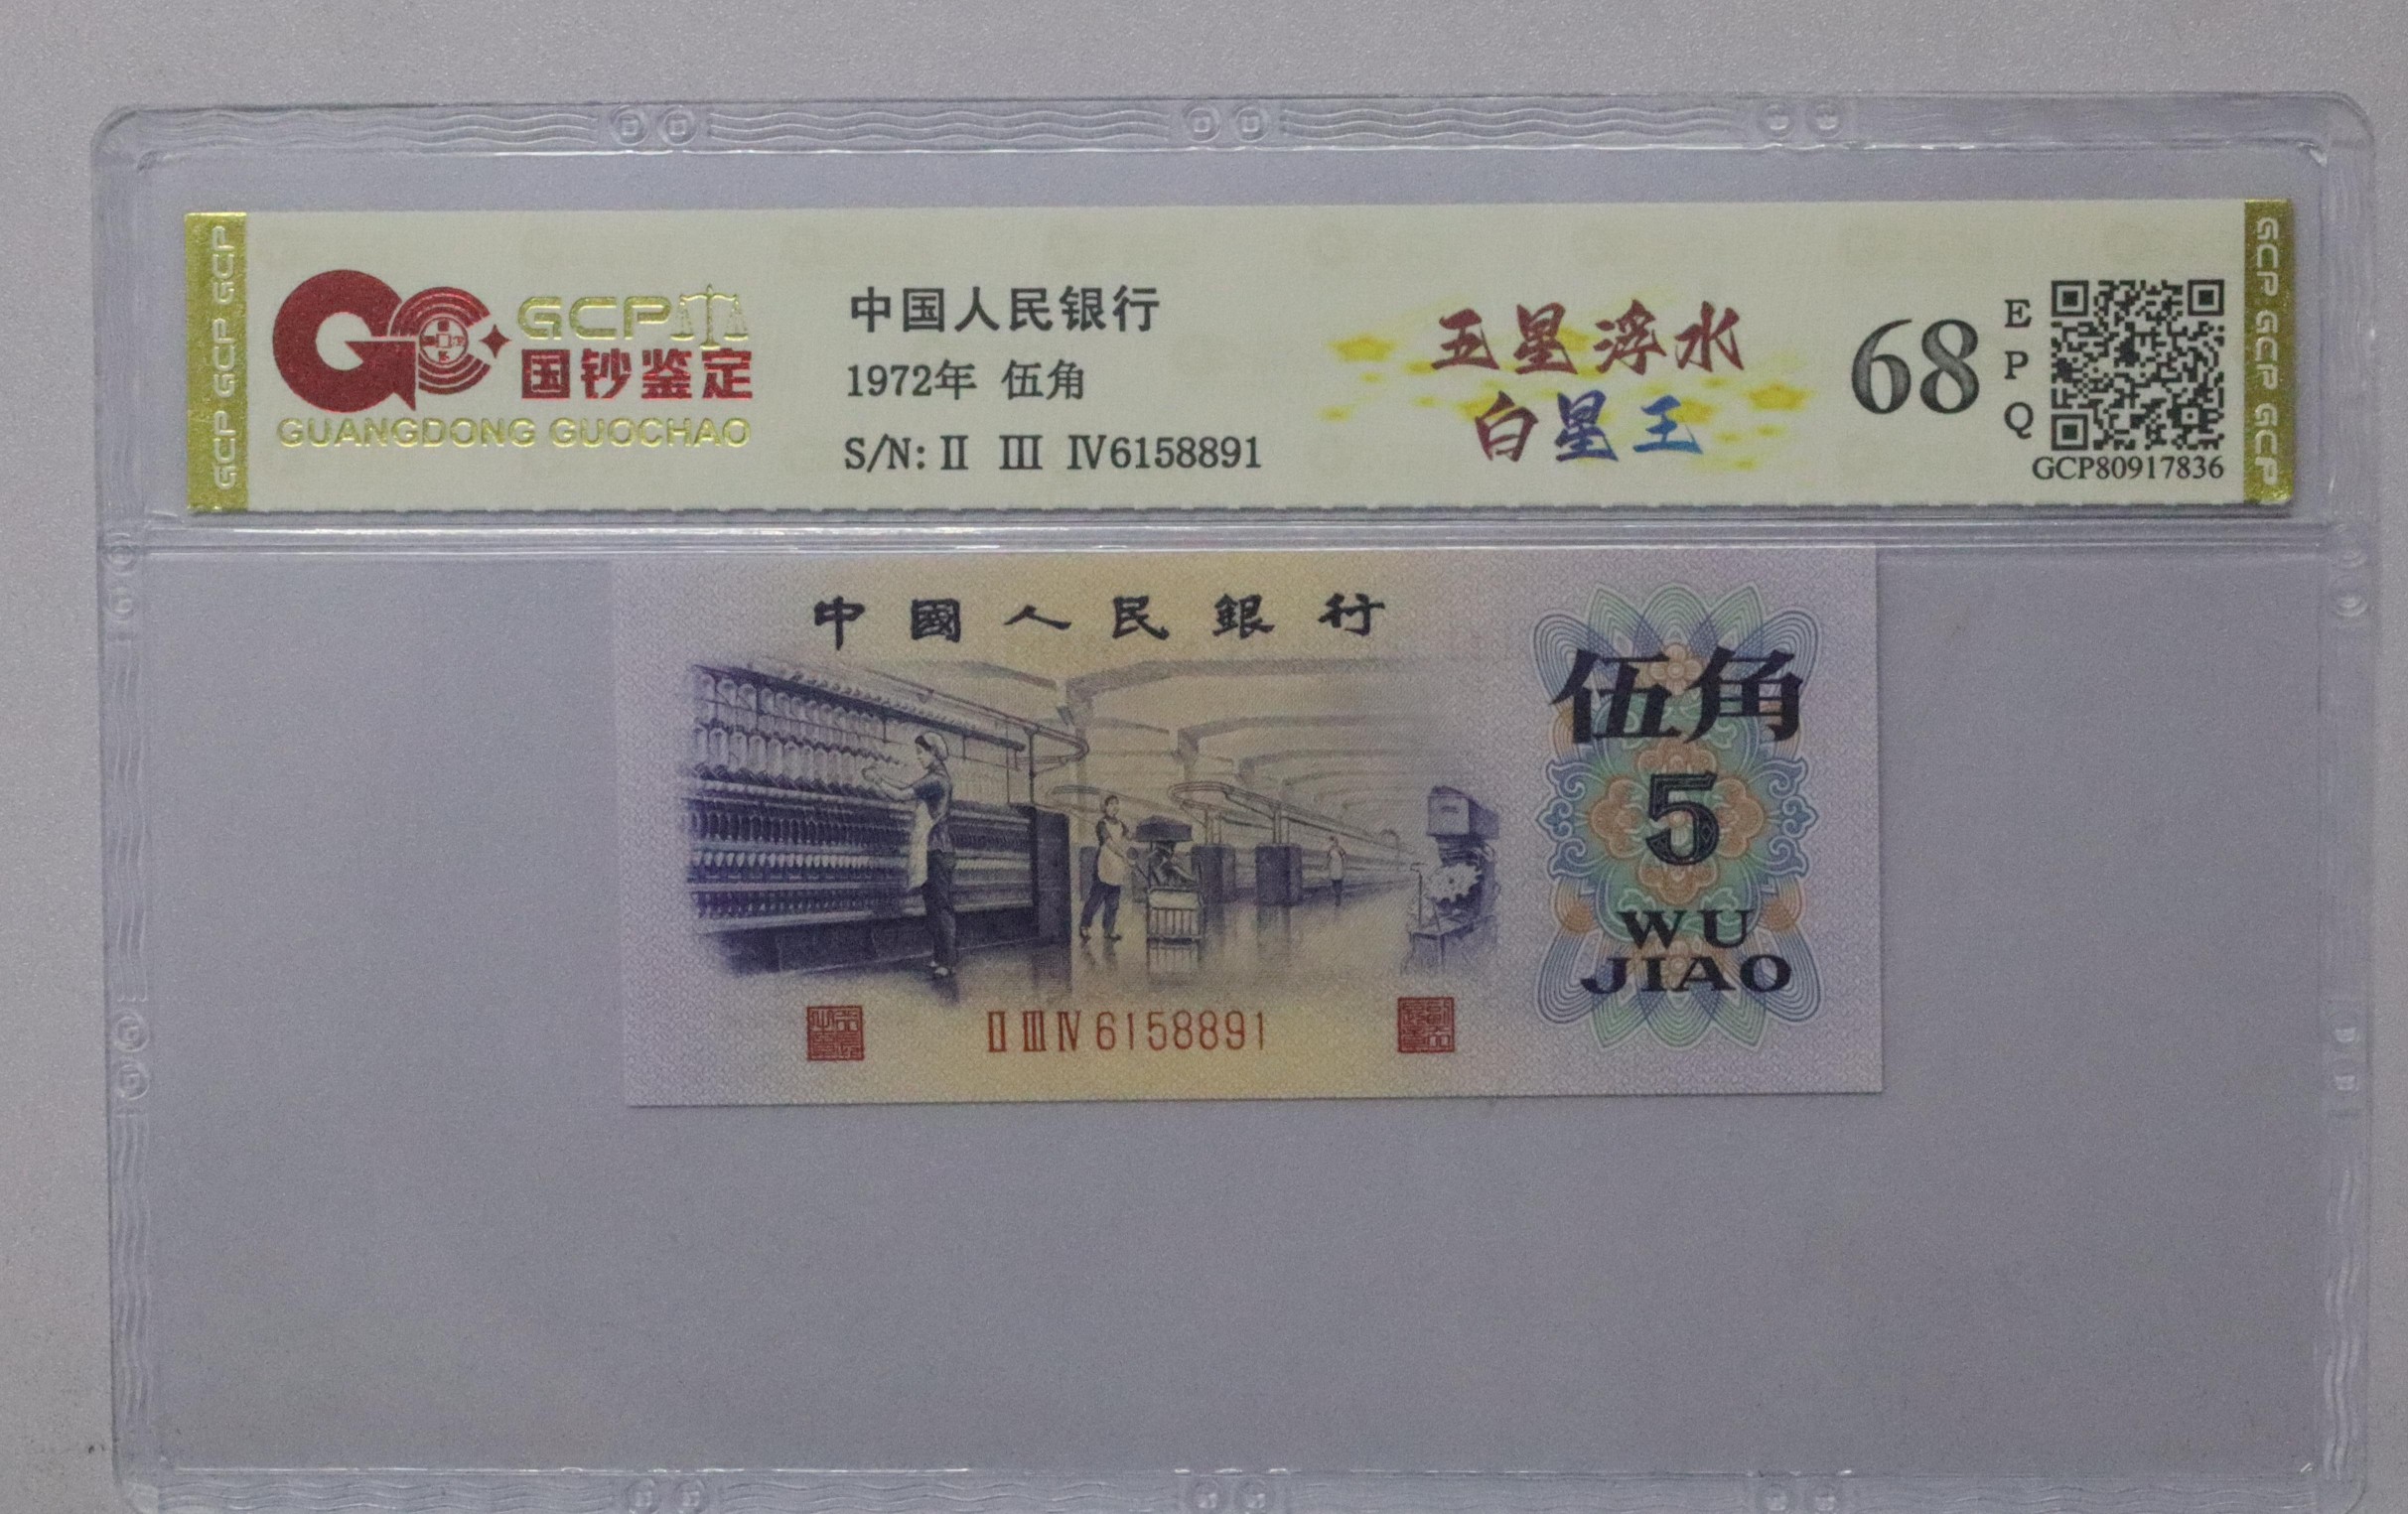 GCP GCP GCP
GCP
国钞鉴定
GUANGDONG GUOCHAO
中国人民银行
1972年 伍角
S/N: II III IV6158891
五星浮水
白星王
68
EPQ
GCP80917836
GCP GCP GCP
中國人民銀行
伍角
5
WU
JIAO
II III IV 6158891